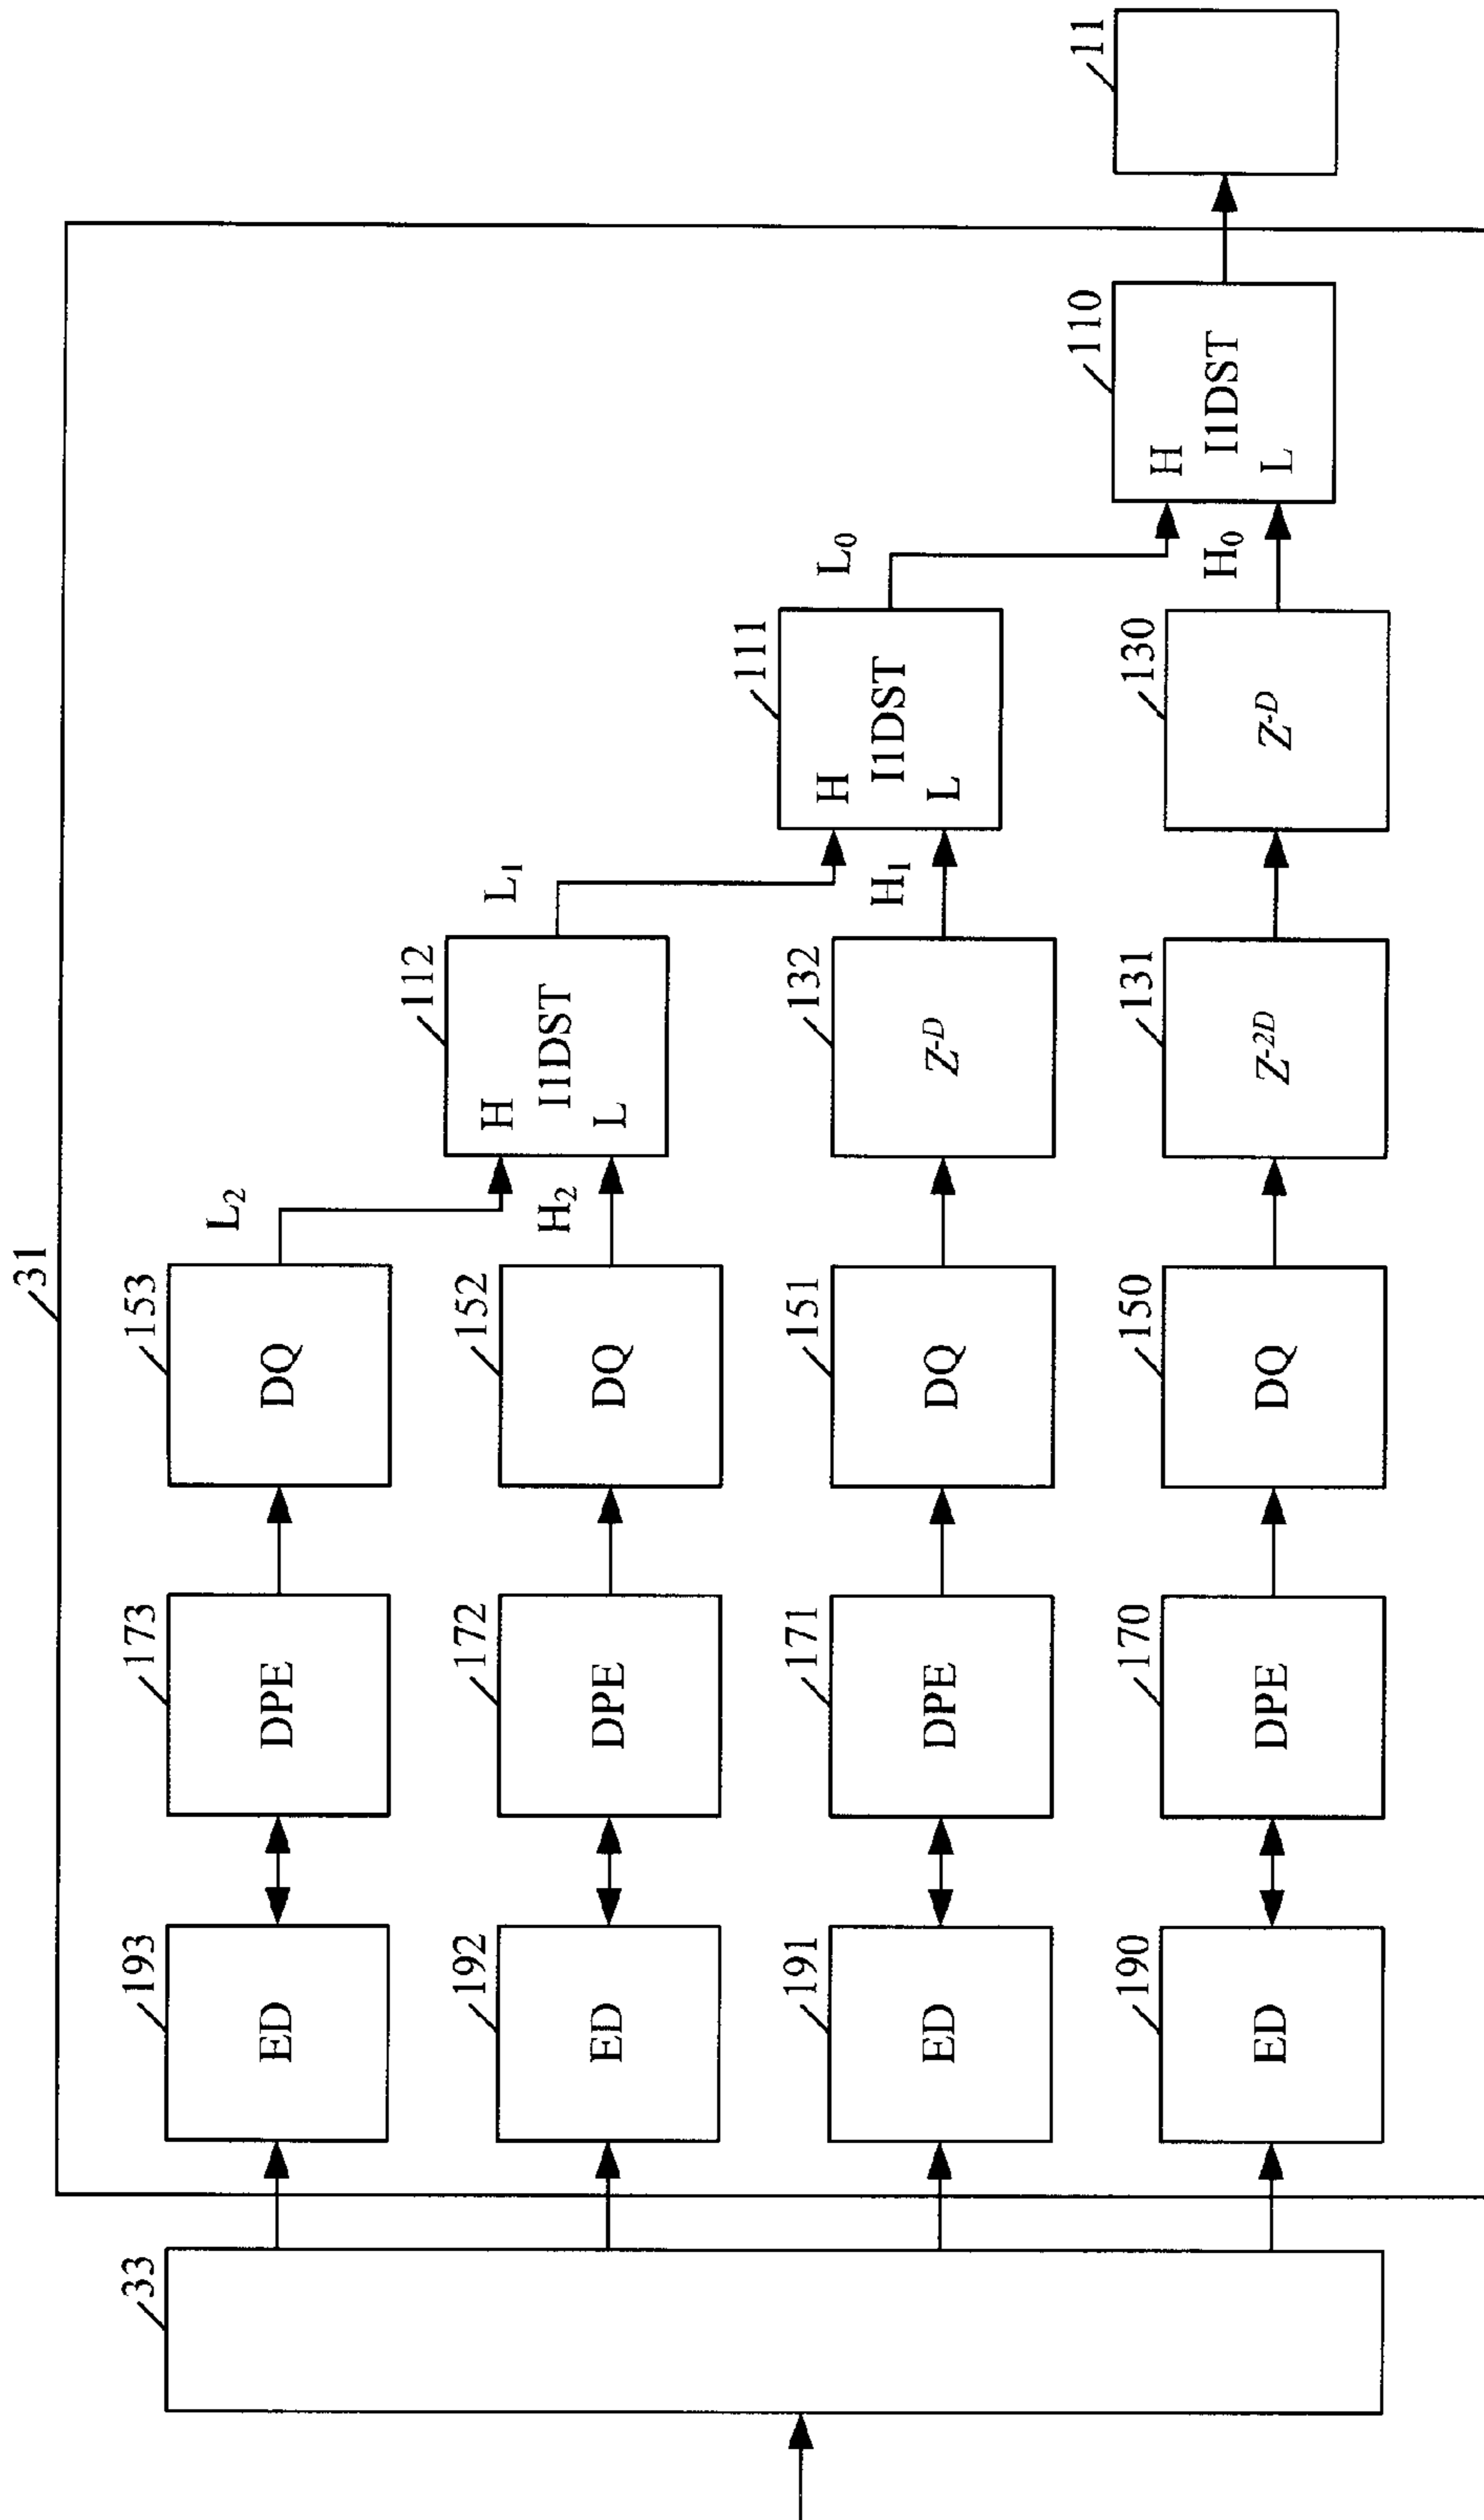 31
33
193
ED
173
DPE
153
DQ
L2
192
ED
172
DPE
152
DQ
H2
112
H
I1DST
L
L1
191
ED
171
DPE
151
DQ
132
Z-D
H1
111
H
I1DST
L
L0
190
ED
170
DPE
150
DQ
131
Z-2D
130
Z-D
H0
110
H
I1DST
L
11